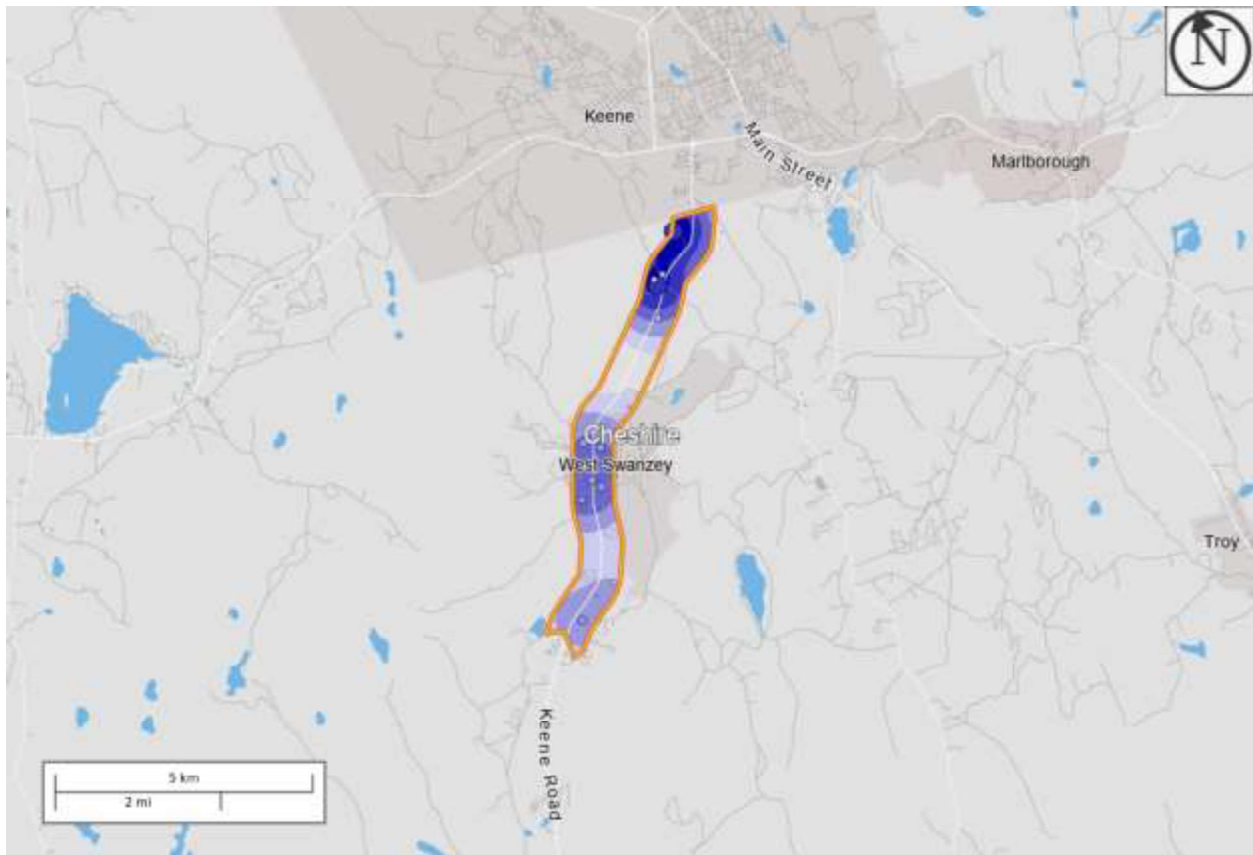 N
Keene
Main Street
Marlborough
Cheshire
West Swanzey
Troy
Keene Road
5 km
2 mi